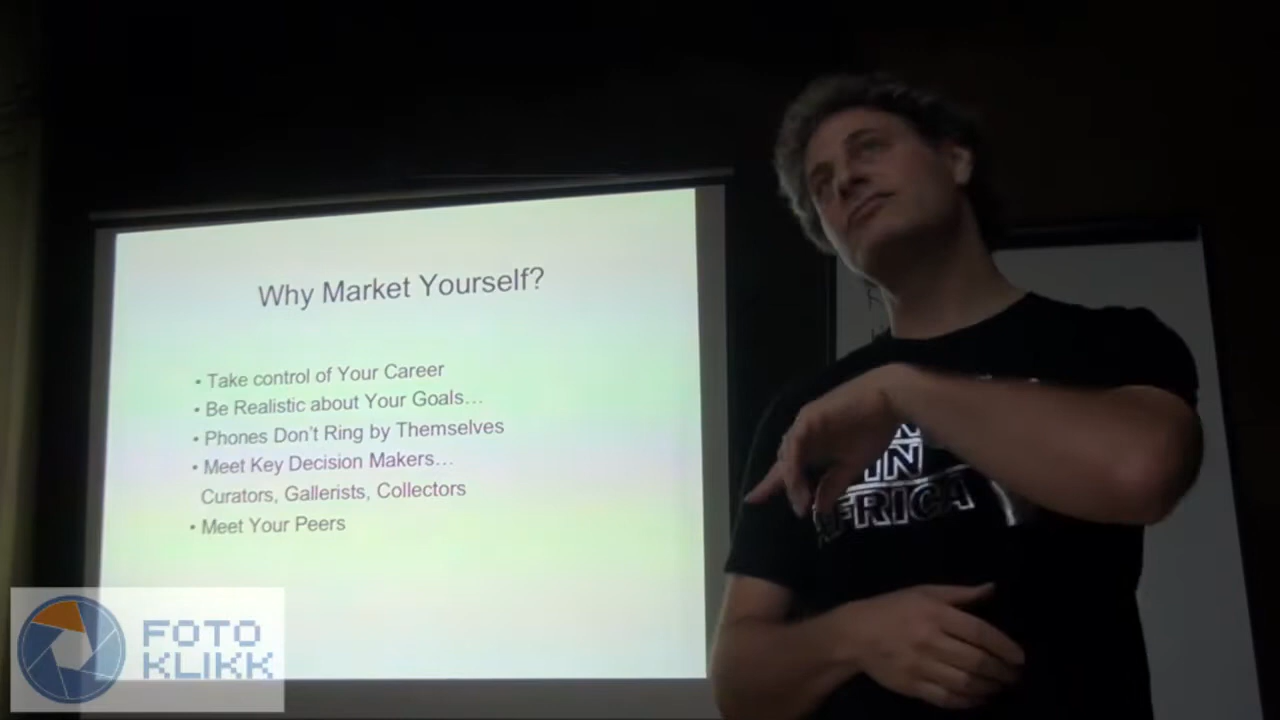 Why Market Yourself?
• Take control of Your Career
• Be Realistic about Your Goals…
• Phones Don't Ring by Themselves
• Meet Key Decision Makers…
Curators, Gallerists, Collectors
• Meet Your Peers
IN
AFRICA
FOTO
KLIKK